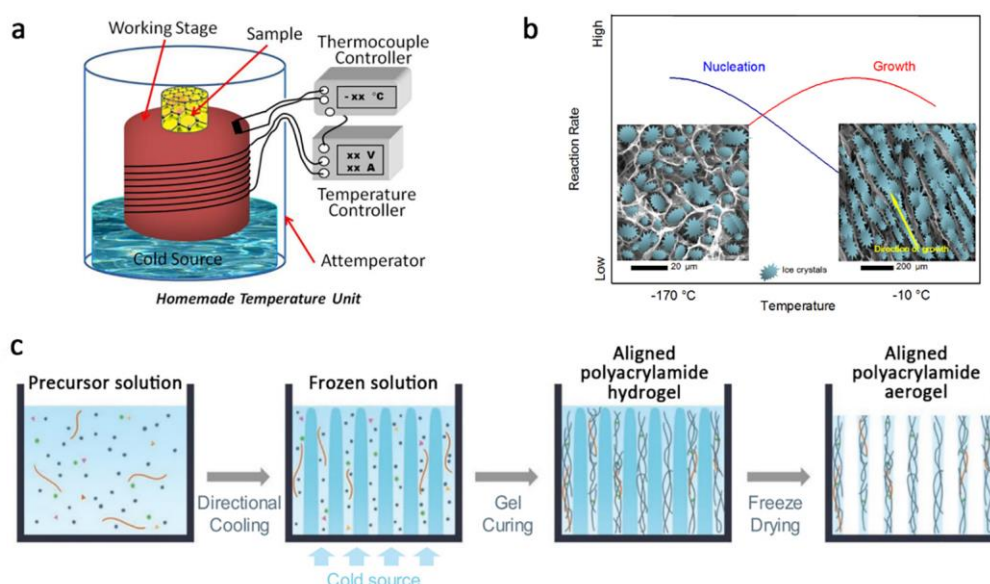 a
Working Stage
Sample
Thermocouple
Controller
- xx °C
xx V
xx A
Temperature
Controller
Cold Source
Attemperator
Homemade Temperature Unit
b
High
Reaction Rate
Low
Nucleation
Growth
Direction of growth
20 μm
Ice crystals
200 μm
-170 °C
Temperature
-10 °C
c
Precursor solution
Directional
Cooling
Frozen solution
Cold source
Gel
Curing
Aligned
polyacrylamide
hydrogel
Freeze
Drying
Aligned
polyacrylamide
aerogel